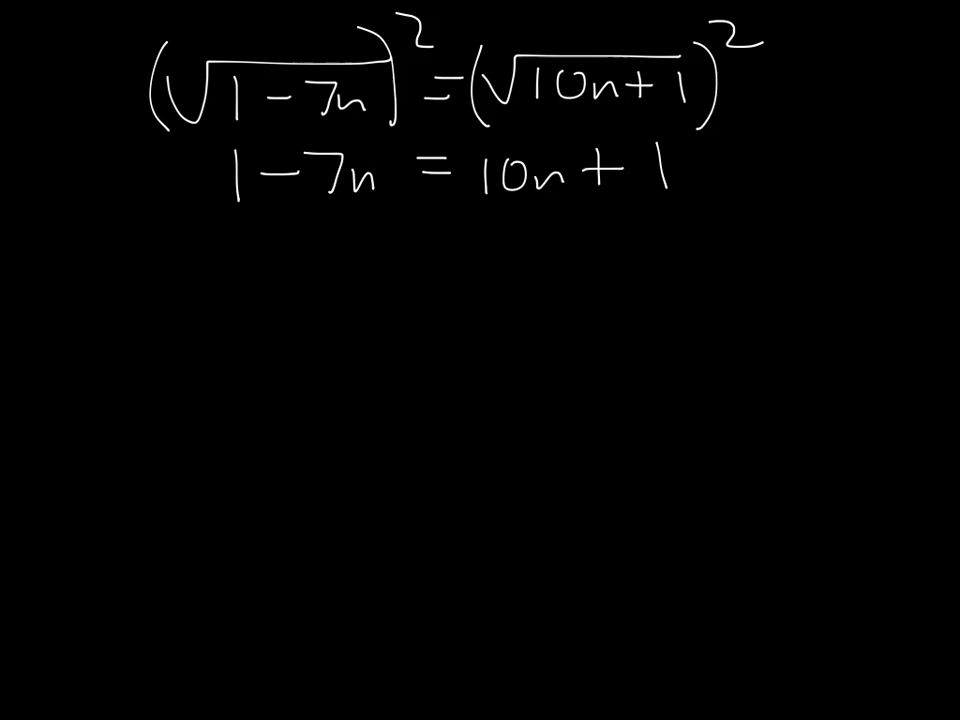 (√1 - 7n)² = (√10n + 1)²
1 - 7n = 10n + 1